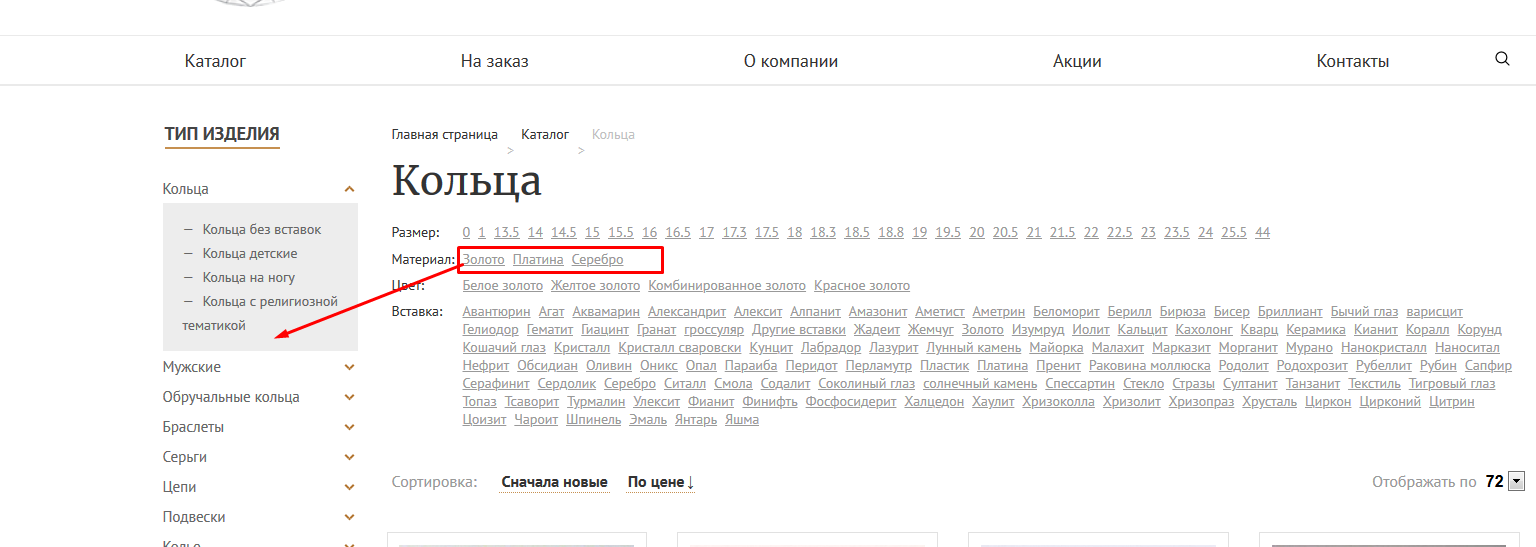 Каталог На заказ О компании Акции Контакты
ТИП ИЗДЕЛИЯ
Главная страница > Каталог > Кольца
Кольца
Кольца
— Кольца без вставок
— Кольца детские
— Кольца на ногу
— Кольца с религиозной
тематикой
Мужские
Обручальные кольца
Браслеты
Серьги
Цепи
Подвески
Колье
Размер: 0 1 13.5 14 14.5 15 15.5 16 16.5 17 17.3 17.5 18 18.3 18.5 18.8 19 19.5 20 20.5 21 21.5 22 22.5 23 23.5 24 25.5 44
Материал: Золото Платина Серебро
Цвет: Белое золото Желтое золото Комбинированное золото Красное золото
Вставка: Авантюрин Агат Аквамарин Александрит Алексит Алпанит Амазонит Аметист Аметрин Беломорит Берилл Бирюза Бисер Бриллиант Бычий глаз варисцит
Гелиодор Гематит Гиацинт Гранат гроссуляр Другие вставки Жадеит Жемчуг Золото Изумруд Иолит Кальцит Кахолонг Кварц Керамика Кианит Коралл Корунд
Кошачий глаз Кристалл Кристалл сваровски Кунцит Лабрадор Лазурит Лунный камень Майорка Малахит Марказит Морганит Мурано Нанокристалл Наноситал
Нефрит Обсидиан Оливин Оникс Опал Параиба Перидот Перламутр Пластик Платина Пренит Раковина моллюска Родолит Родохрозит Рубеллит Рубин Сапфир
Серафинит Сердолик Серебро Ситалл Смола Содалит Соколиный глаз солнечный камень Спессартин Стекло Стразы Султанит Танзанит Текстиль Тигровый глаз
Топаз Тсаворит Турмалин Улексит Фианит Финифть Фосфосидерит Халцедон Хаулит Хризоколла Хризолит Хризопраз Хрусталь Циркон Цирконий Цитрин
Цоизит Чароит Шпинель Эмаль Янтарь Яшма
Сортировка: Сначала новые По цене↓ Отображать по 72